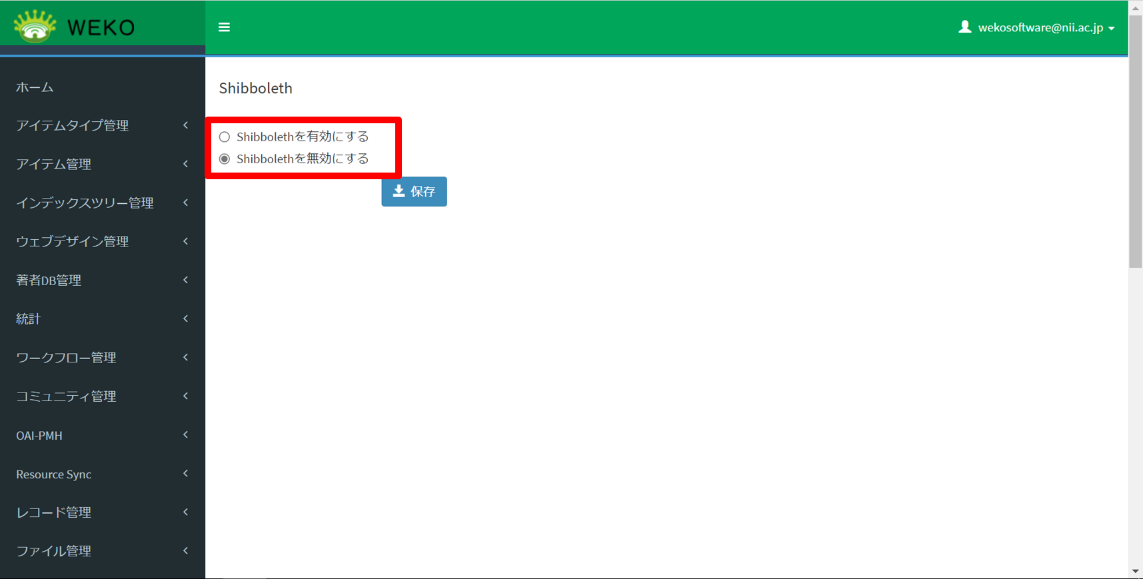 WEKO
wekosoftware@nii.ac.jp
ホーム
アイテムタイプ管理
アイテム管理
インデックスツリー管理
ウェブデザイン管理
著者DB管理
統計
ワークフロー管理
コミュニティ管理
OAI-PMH
Resource Sync
レコード管理
ファイル管理
Shibboleth
Shibbolethを有効にする
Shibbolethを無効にする
保存